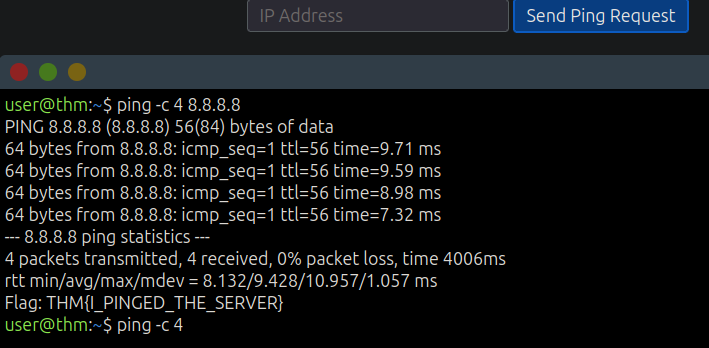 IP Address
Send Ping Request
user@thm:~$ ping -c 4 8.8.8.8
PING 8.8.8.8 (8.8.8.8) 56(84) bytes of data
64 bytes from 8.8.8.8: icmp_seq=1 ttl=56 time=9.71 ms
64 bytes from 8.8.8.8: icmp_seq=1 ttl=56 time=9.59 ms
64 bytes from 8.8.8.8: icmp_seq=1 ttl=56 time=8.98 ms
64 bytes from 8.8.8.8: icmp_seq=1 ttl=56 time=7.32 ms
--- 8.8.8.8 ping statistics ---
4 packets transmitted, 4 received, 0% packet loss, time 4006ms
rtt min/avg/max/mdev = 8.132/9.428/10.957/1.057 ms
Flag: THM{I_PINGED_THE_SERVER}
user@thm:~$ ping -c 4